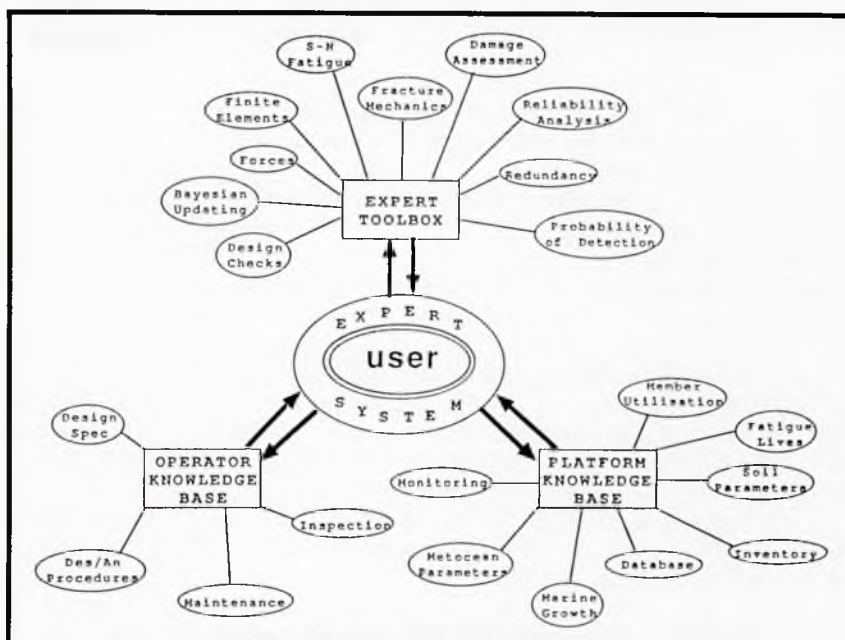 S-N
Fatigue
Damage
Assessment
Fracture
Mechanics
Finite
Elements
Reliability
Analysis
Forces
Redundancy
Bayesian
Updating
EXPERT
TOOLBOX
Design
Checks
Probability
of Detection
EXPERT
user
SYSTEM
Design
Spec
Member
Utilisation
Fatigue
Lives
OPERATOR
KNOWLEDGE
BASE
PLATFORM
KNOWLEDGE
BASE
Monitoring
Soil
Parameters
Inspection
Des/An
Procedures
Maintenance
Metocean
Parameters
Marine
Growth
Database
Inventory